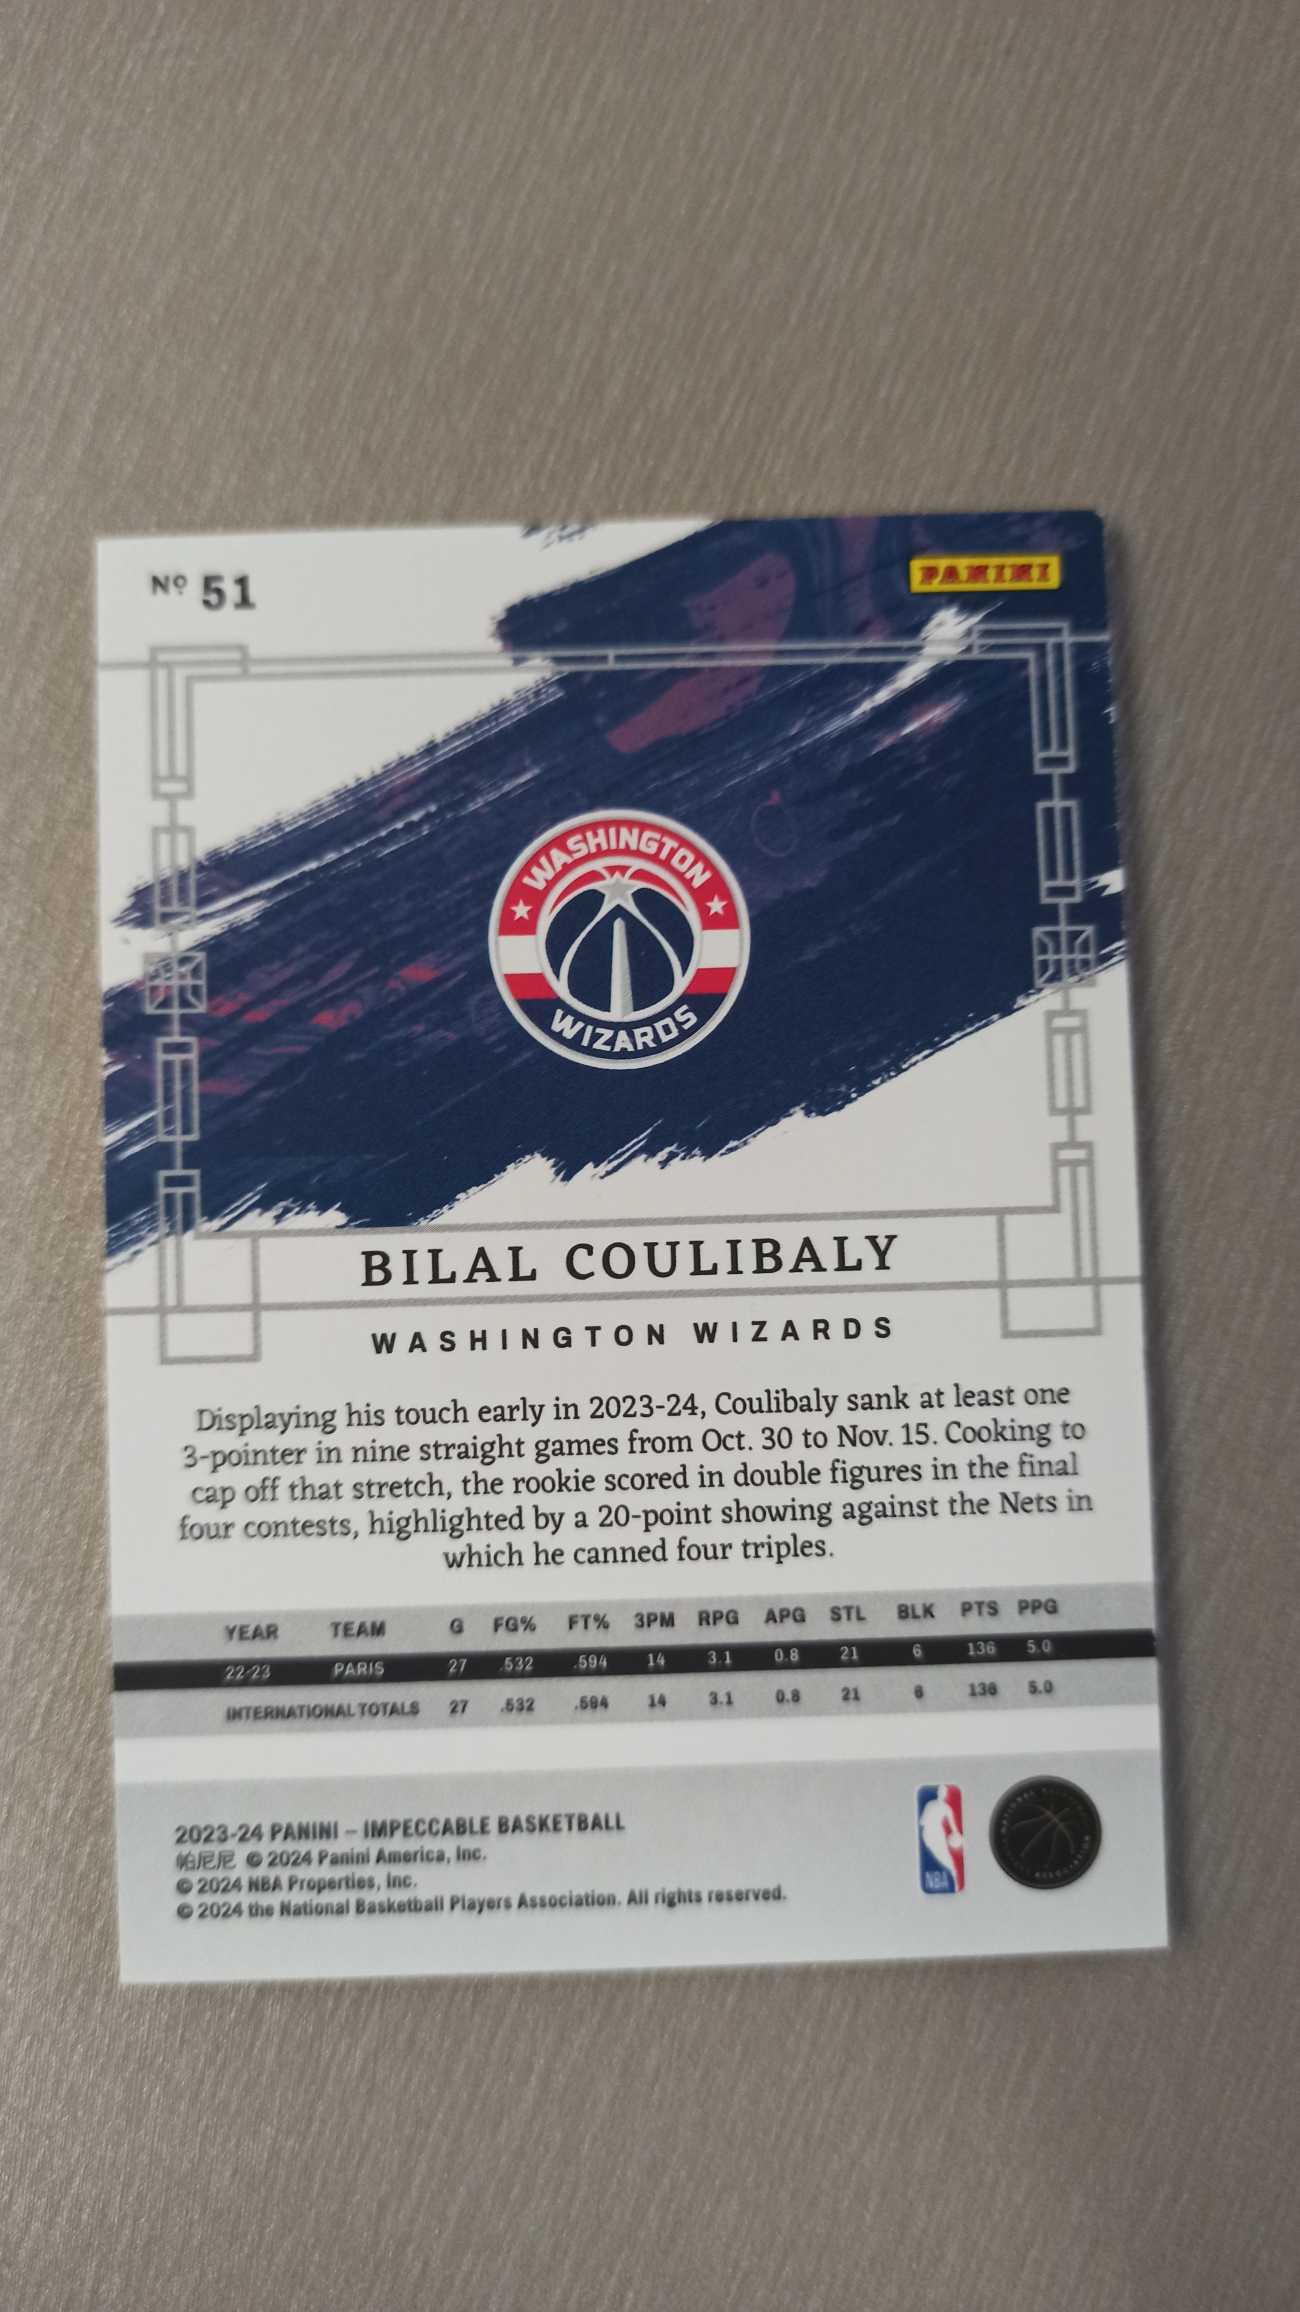 Nº 51
PANINI
WASHINGTON
WIZARDS
BILAL COULIBALY
WASHINGTON WIZARDS
Displaying his touch early in 2023-24, Coulibaly sank at least one
3-pointer in nine straight games from Oct. 30 to Nov. 15. Cooking to
cap off that stretch, the rookie scored in double figures in the final
four contests, highlighted by a 20-point showing against the Nets in
which he canned four triples.
YEAR TEAM G FG% FT% 3PM RPG APG STL BLK PTS PPG
22-23 PARIS 27 .532 .594 14 3.1 0.8 21 6 136 5.0
INTERNATIONAL TOTALS 27 .532 .594 14 3.1 0.8 21 6 136 5.0
2023-24 PANINI – IMPECCABLE BASKETBALL
帕尼尼 © 2024 Panini America, Inc.
© 2024 NBA Properties, Inc.
© 2024 the National Basketball Players Association. All rights reserved.
NBA